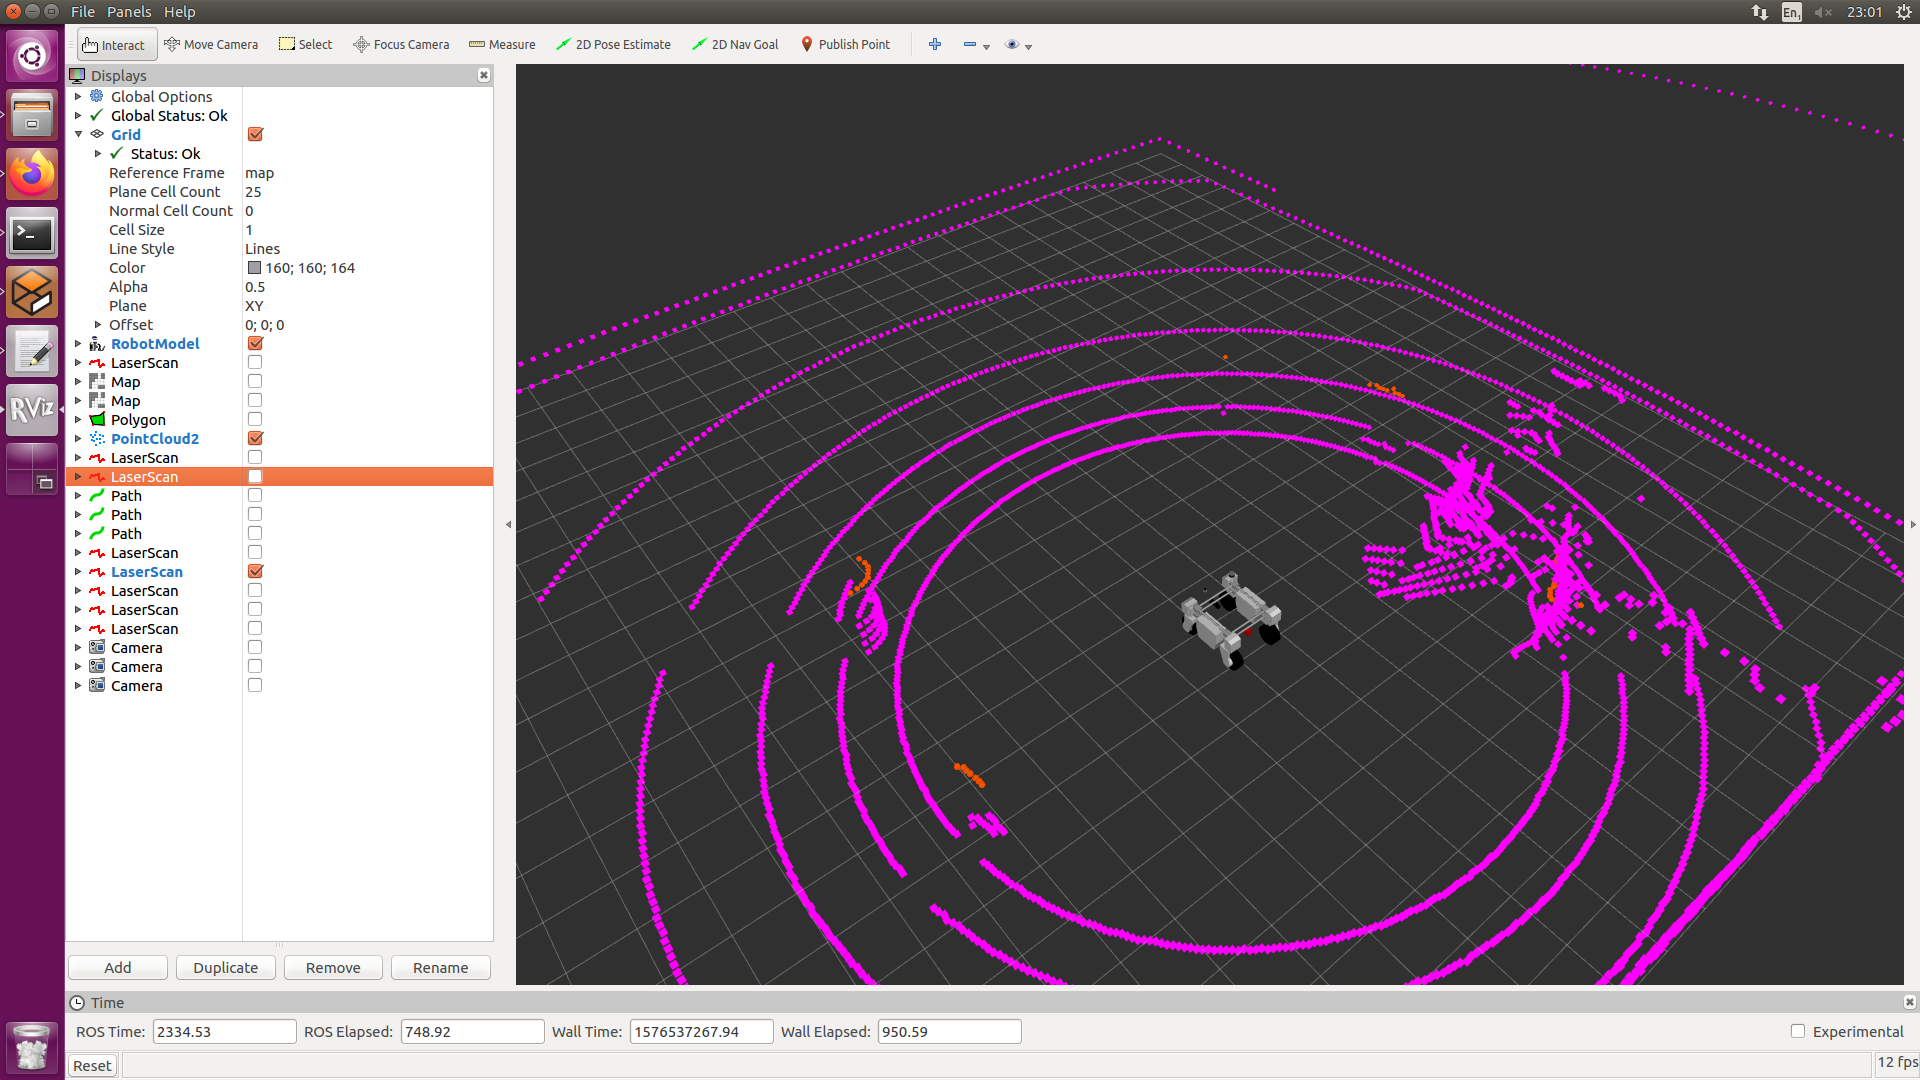 File Panels Help
En1 23:01
Interact Move Camera Select Focus Camera Measure 2D Pose Estimate 2D Nav Goal Publish Point
Displays
Global Options
Global Status: Ok
Grid
Status: Ok
Reference Frame map
Plane Cell Count 25
Normal Cell Count 0
Cell Size 1
Line Style Lines
Color 160; 160; 164
Alpha 0.5
Plane XY
Offset 0; 0; 0
RobotModel
LaserScan
Map
Map
Polygon
PointCloud2
LaserScan
LaserScan
Path
Path
Path
LaserScan
LaserScan
LaserScan
LaserScan
LaserScan
Camera
Camera
Camera
RViz
Add Duplicate Remove Rename
Time
ROS Time: 2334.53 ROS Elapsed: 748.92 Wall Time: 1576537267.94 Wall Elapsed: 950.59 Experimental
Reset 12 fps